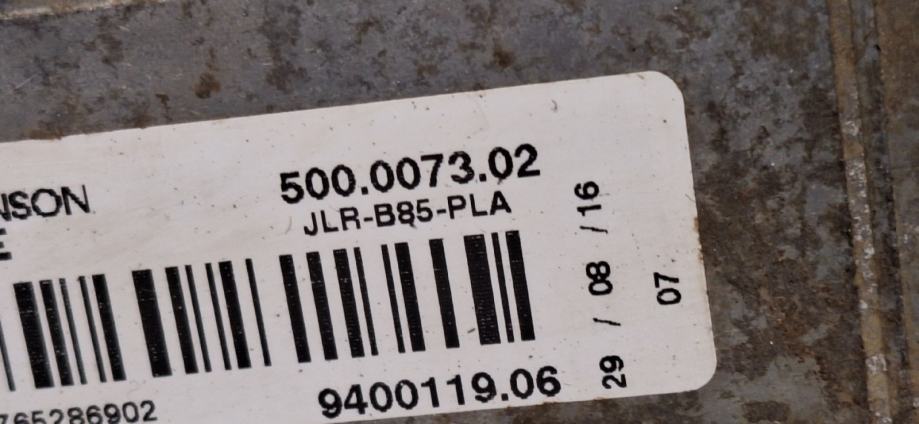 NSON
E
500.0073.02
JLR-B85-PLA
765286902
9400119.06
29 / 08 / 16
07